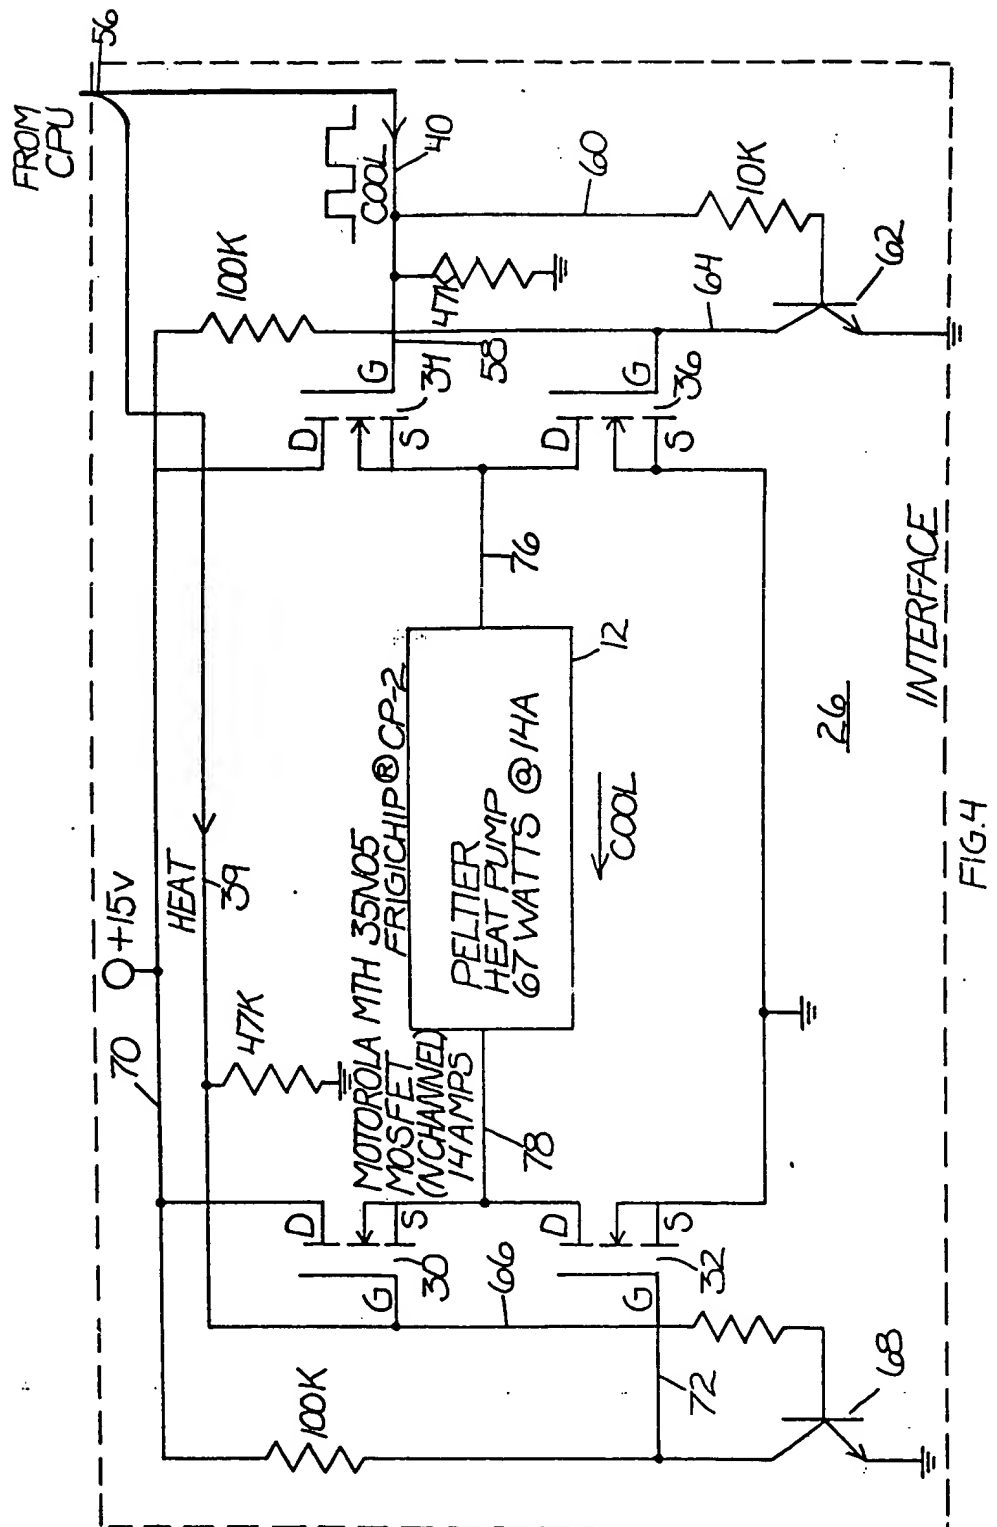 FROM
CPU
56
COOL
40
60
10K
62
64
100K
47K
58
G
34
D
S
G
36
D
S
76
+15V
70
HEAT
39
47K
MOTOROLA MTH 35N05
MOSFET
(N CHANNEL)
14 AMPS
FRIGICHIP® CP-2
PELTIER
HEAT PUMP
67 WATTS @ 14A
12
COOL
78
D
S
G
30
D
S
G
32
66
72
100K
68
26
INTERFACE
FIG.4